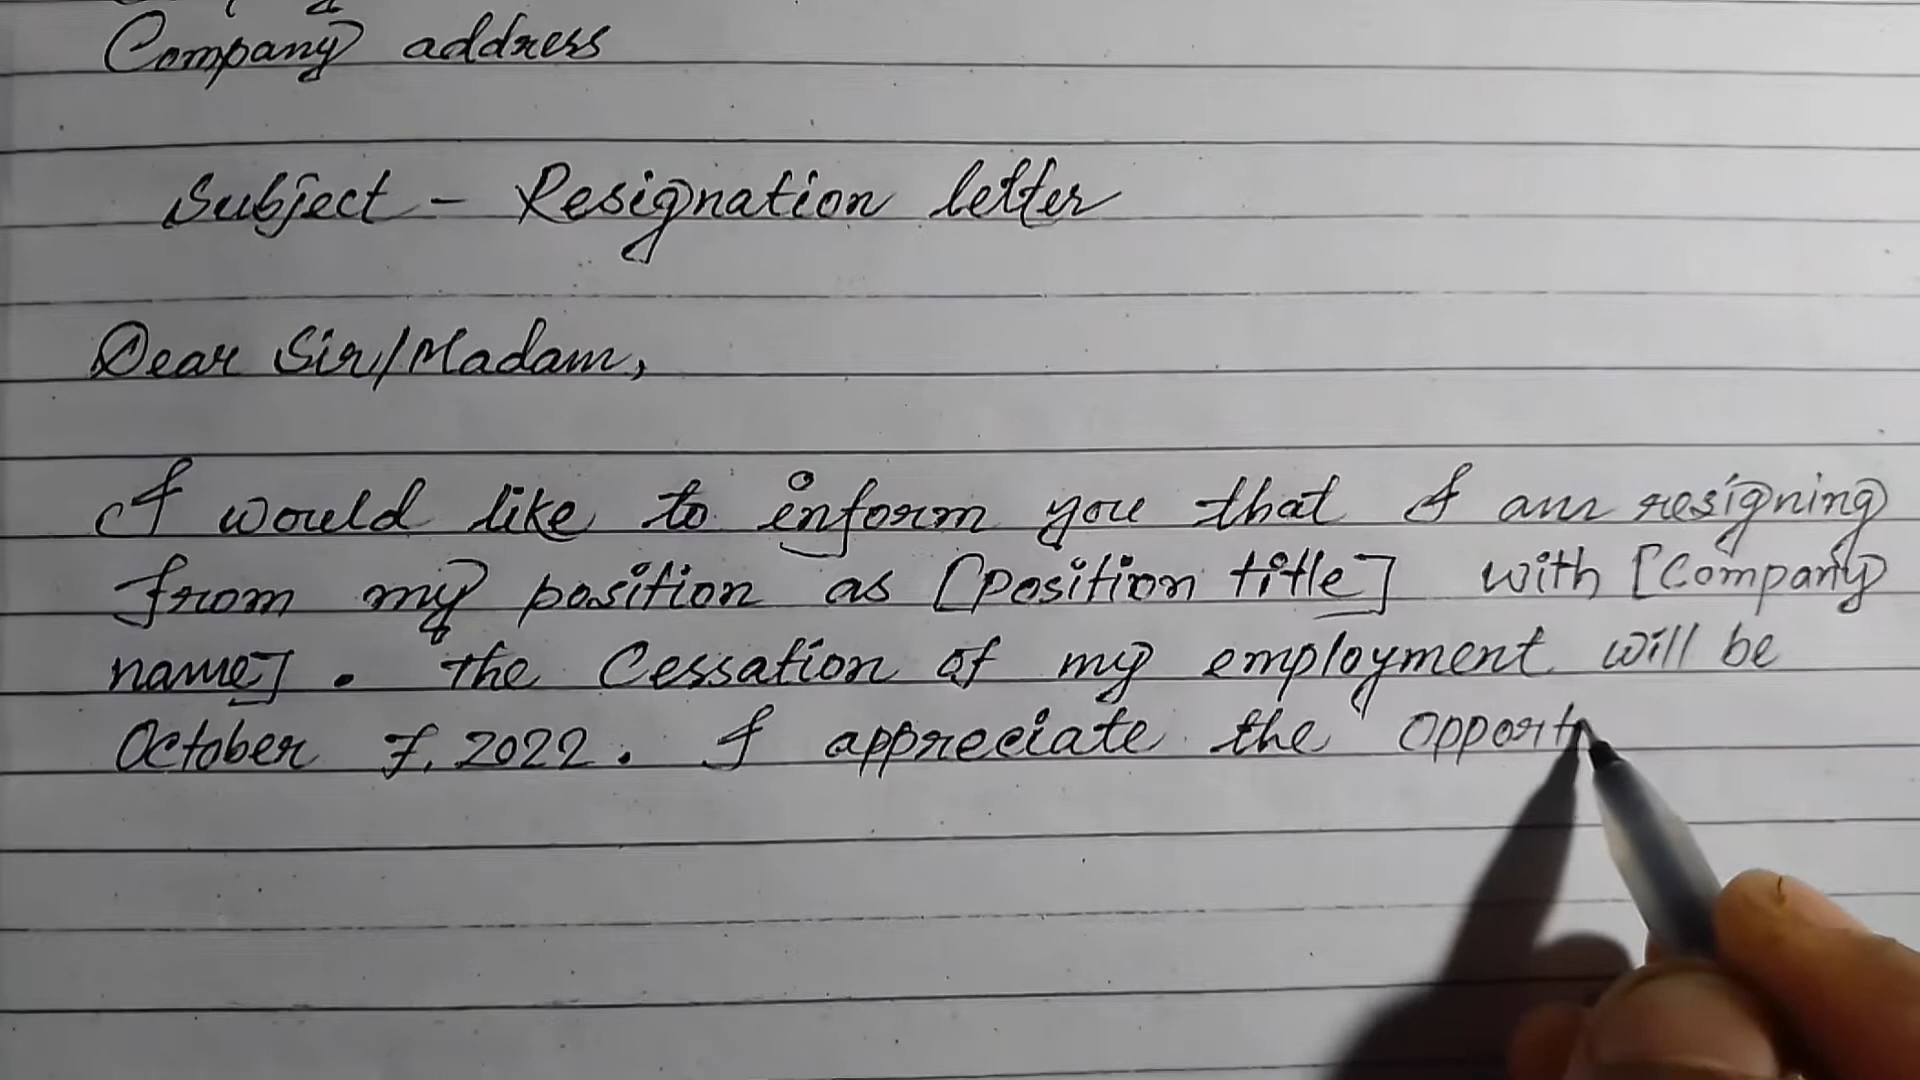 Company address
Subject - Resignation letter
Dear Sir/Madam,
I would like to inform you that I am resigning
from my position as [Position title] with [Company
name]. the Cessation of my employment will be
October 7, 2022. I appreciate the opport